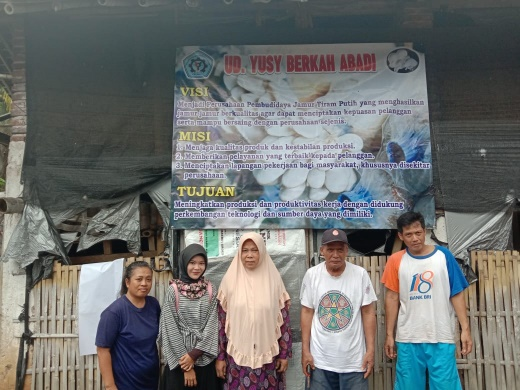 UD. YUSY BERKAH ABADI
VISI
Menjadi Perusahaan Pembudidaya Jamur Tiram Putih yang menghasilkan
jamur jamur berkualitas agar dapat menciptakan kepuasan pelanggan
serta mampu bersaing dengan perusahaan sejenis.
MISI
1. Menjaga kualitas produk dan kestabilan produksi.
2. Memberikan pelayanan yang terbaik kepada pelanggan.
3. Menciptakan lapangan pekerjaan bagi masyarakat, khususnya disekitar
perusahaan
TUJUAN
Meningkatkan produksi dan produktivitas kerja dengan didukung
perkembangan teknologi dan sumber daya yang dimiliki.
118
BANK BRI